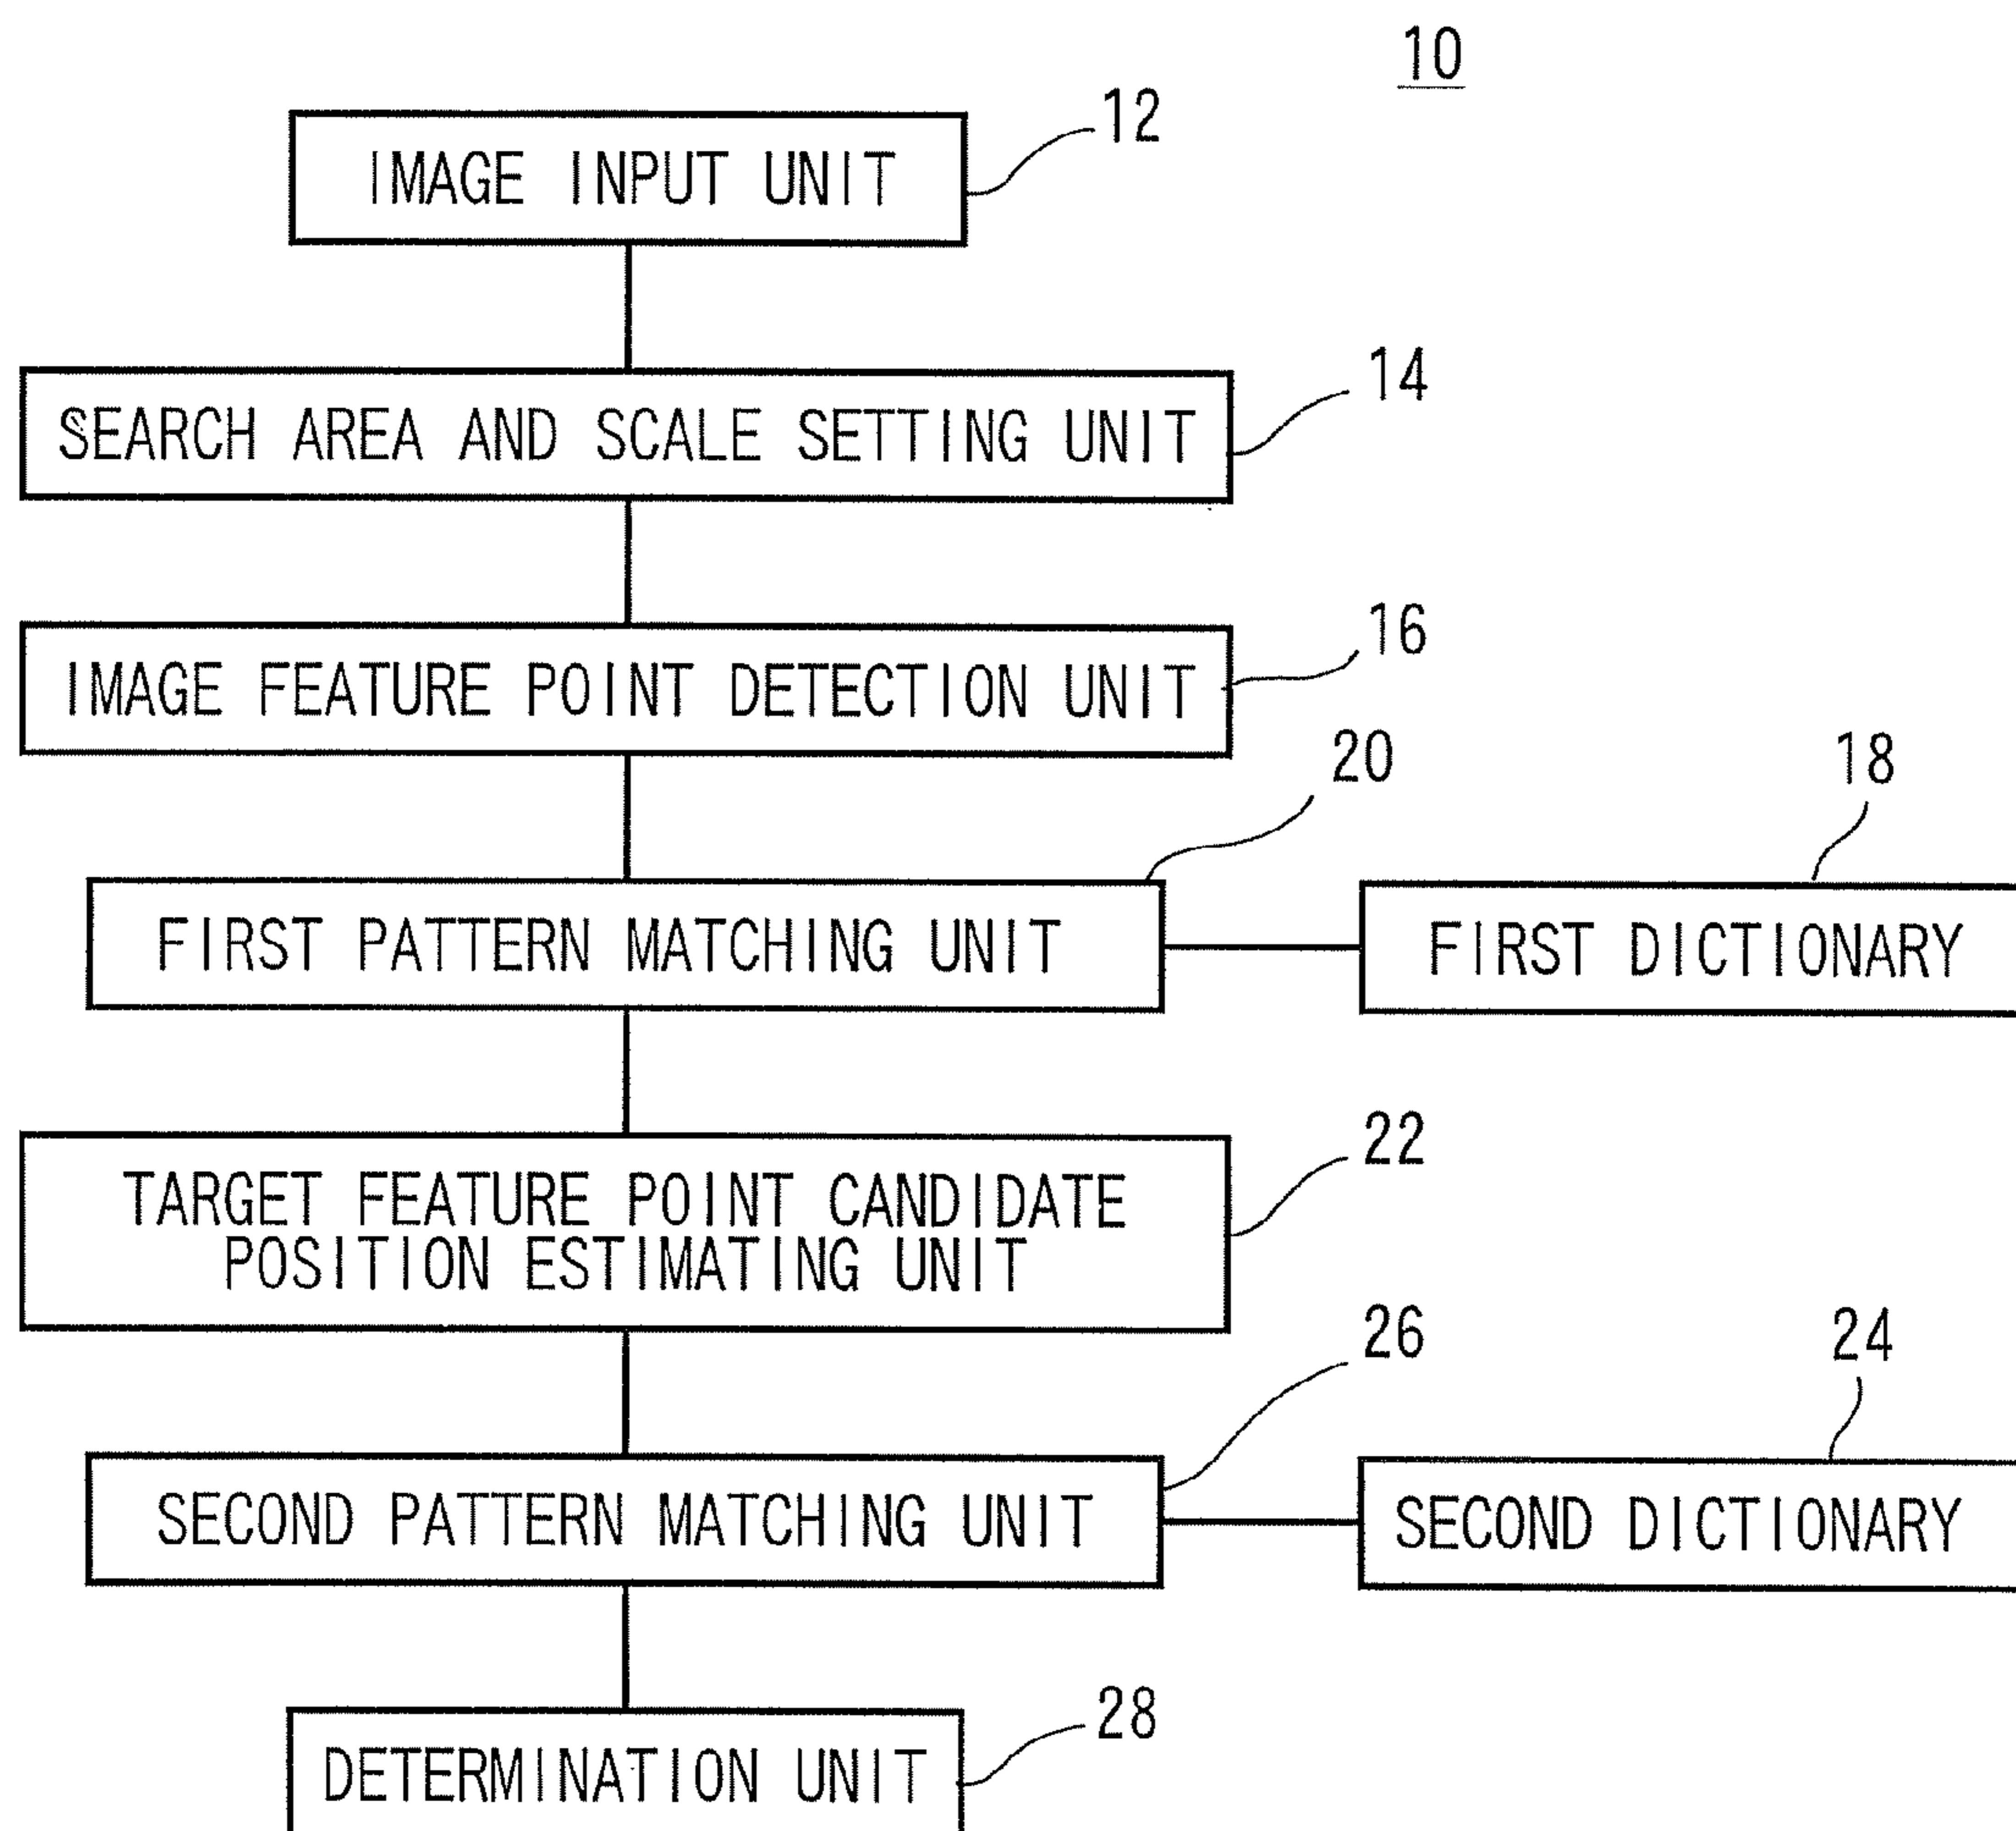 10
IMAGE INPUT UNIT
12
SEARCH AREA AND SCALE SETTING UNIT
14
IMAGE FEATURE POINT DETECTION UNIT
16
FIRST PATTERN MATCHING UNIT
20
FIRST DICTIONARY
18
TARGET FEATURE POINT CANDIDATE
POSITION ESTIMATING UNIT
22
SECOND PATTERN MATCHING UNIT
26
SECOND DICTIONARY
24
DETERMINATION UNIT
28